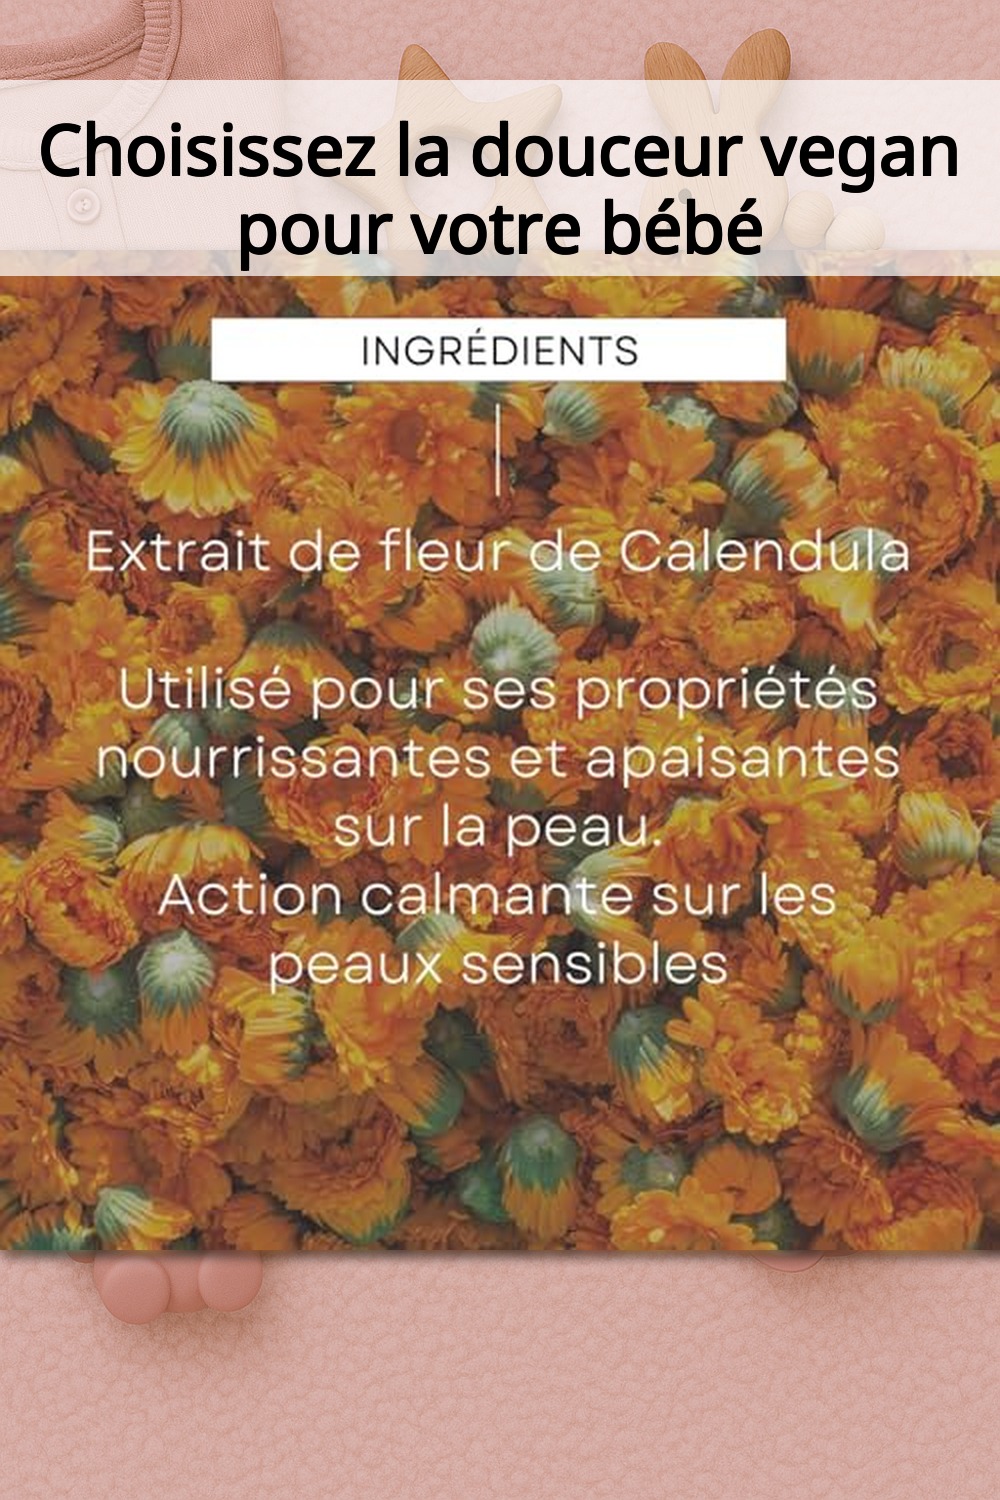 Choisissez la douceur vegan
pour votre bébé
INGRÉDIENTS
Extrait de fleur de Calendula
Utilisé pour ses propriétés
nourrissantes et apaisantes
sur la peau.
Action calmante sur les
peaux sensibles